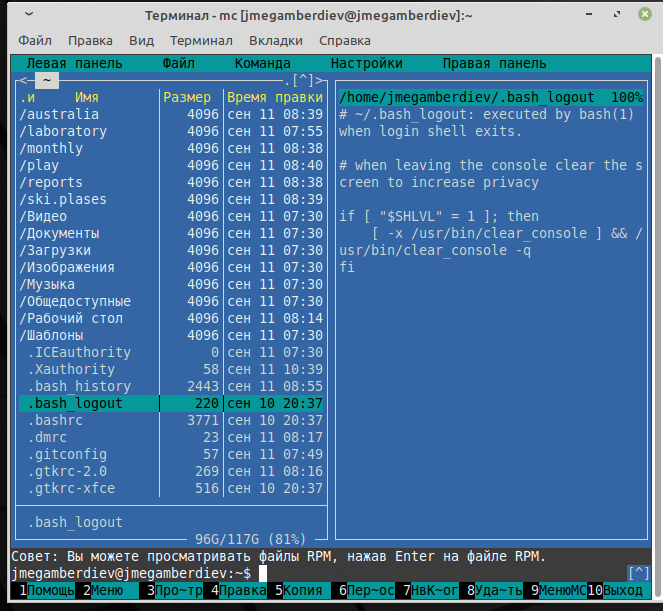 Терминал - mc [jmegamberdiev@jmegamberdiev]:~
Файл Правка Вид Терминал Вкладки Справка
Левая панель Файл Команда Настройки Правая панель
<─ ~ ─.[^]>
.и Имя Размер Время правки
/australia 4096 сен 11 08:39
/laboratory 4096 сен 11 07:55
/monthly 4096 сен 11 08:38
/play 4096 сен 11 08:40
/reports 4096 сен 11 08:38
/ski.plases 4096 сен 11 08:39
/Видео 4096 сен 11 07:30
/Документы 4096 сен 11 07:30
/Загрузки 4096 сен 11 07:30
/Изображения 4096 сен 11 07:30
/Музыка 4096 сен 11 07:30
/Общедоступные 4096 сен 11 07:30
/Рабочий стол 4096 сен 11 08:14
/Шаблоны 4096 сен 11 07:30
.ICEauthority 0 сен 11 07:30
.Xauthority 58 сен 11 10:39
.bash_history 2443 сен 11 08:55
.bash_logout 220 сен 10 20:37
.bashrc 3771 сен 10 20:37
.dmrc 23 сен 11 08:17
.gitconfig 57 сен 11 07:49
.gtkrc-2.0 269 сен 11 08:16
.gtkrc-xfce 516 сен 10 20:37
.bash_logout
96G/117G (81%)
/home/jmegamberdiev/.bash_logout 100%
# ~/.bash_logout: executed by bash(1)
when login shell exits.
# when leaving the console clear the s
creen to increase privacy
if [ "$SHLVL" = 1 ]; then
[ -x /usr/bin/clear_console ] && /
usr/bin/clear_console -q
fi
Совет: Вы можете просматривать файлы RPM, нажав Enter на файле RPM.
jmegamberdiev@jmegamberdiev:~$ [^]
1Помощь 2Меню 3Про~тр 4Правка 5Копия 6Пер~ос 7НвК~ог 8Уда~ть 9МенюMC 10Выход